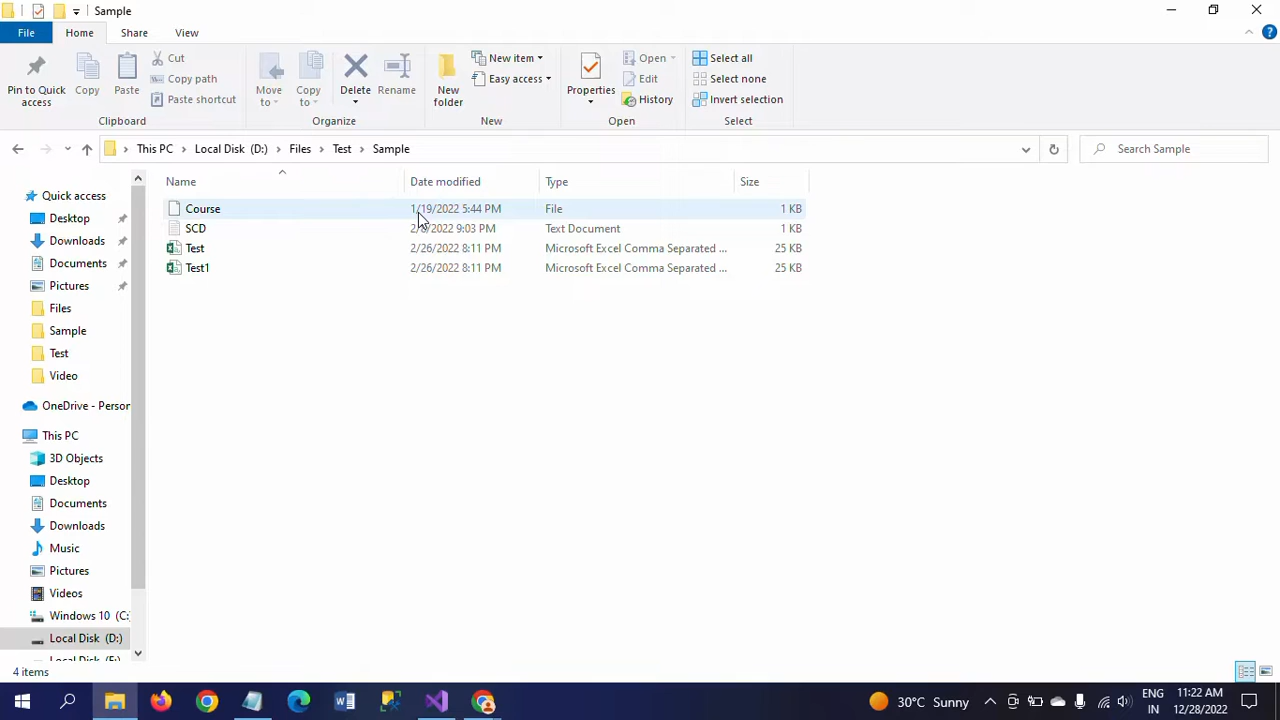 Sample
File Home Share View
Pin to Quick access
Copy
Paste
Cut
Copy path
Paste shortcut
Clipboard
Move to
Copy to
Delete
Rename
Organize
New folder
New item
Easy access
New
Properties
Open
Edit
History
Open
Select all
Select none
Invert selection
Select
This PC Local Disk (D:) Files Test Sample
Search Sample
Name Date modified Type Size
Course 1/19/2022 5:44 PM File 1 KB
SCD 9:03 PM Text Document 1 KB
Test 2/26/2022 8:11 PM Microsoft Excel Comma Separated ... 25 KB
Test1 2/26/2022 8:11 PM Microsoft Excel Comma Separated ... 25 KB
Quick access
Desktop
Downloads
Documents
Pictures
Files
Sample
Test
Video
OneDrive - Person
This PC
3D Objects
Desktop
Documents
Downloads
Music
Pictures
Videos
Windows 10 (C:
Local Disk (D:)
4 items
30°C Sunny
ENG
IN
11:22 AM
12/28/2022